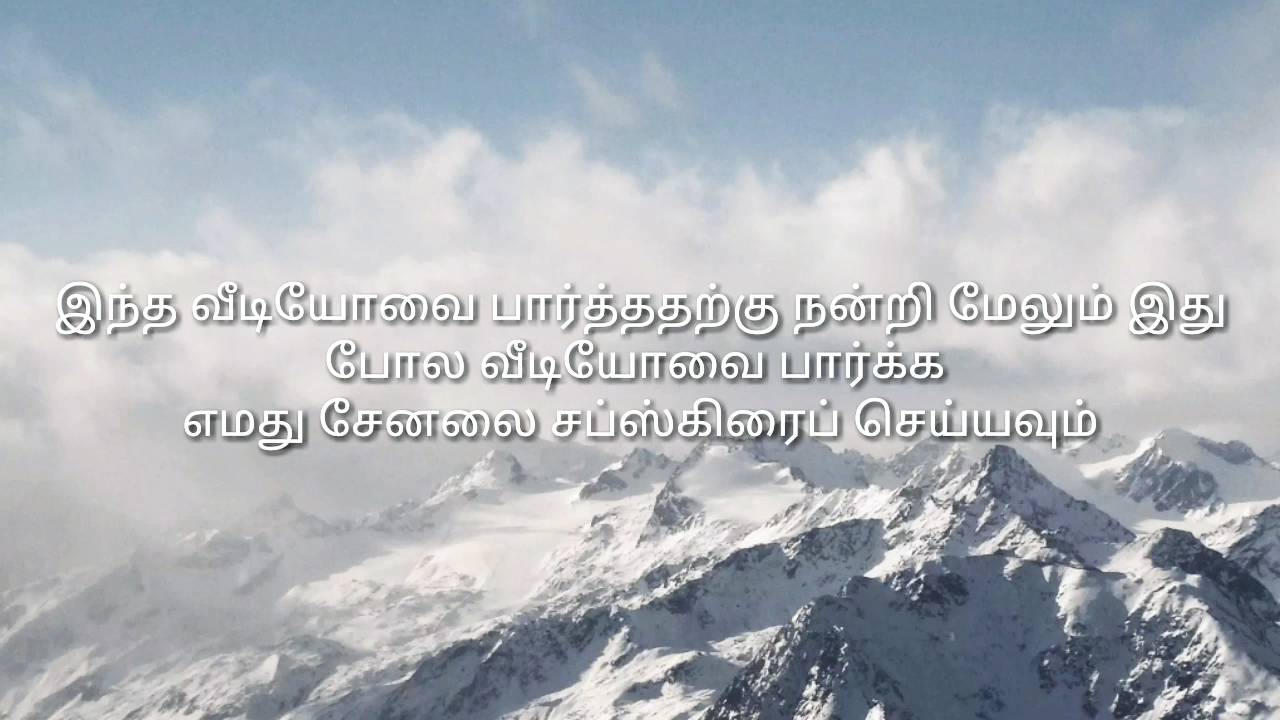 இந்த வீடியோவை பார்த்ததற்கு நன்றி மேலும் இது
போல வீடியோவை பார்க்க
எமது சேனலை சப்ஸ்கிரைப் செய்யவும்